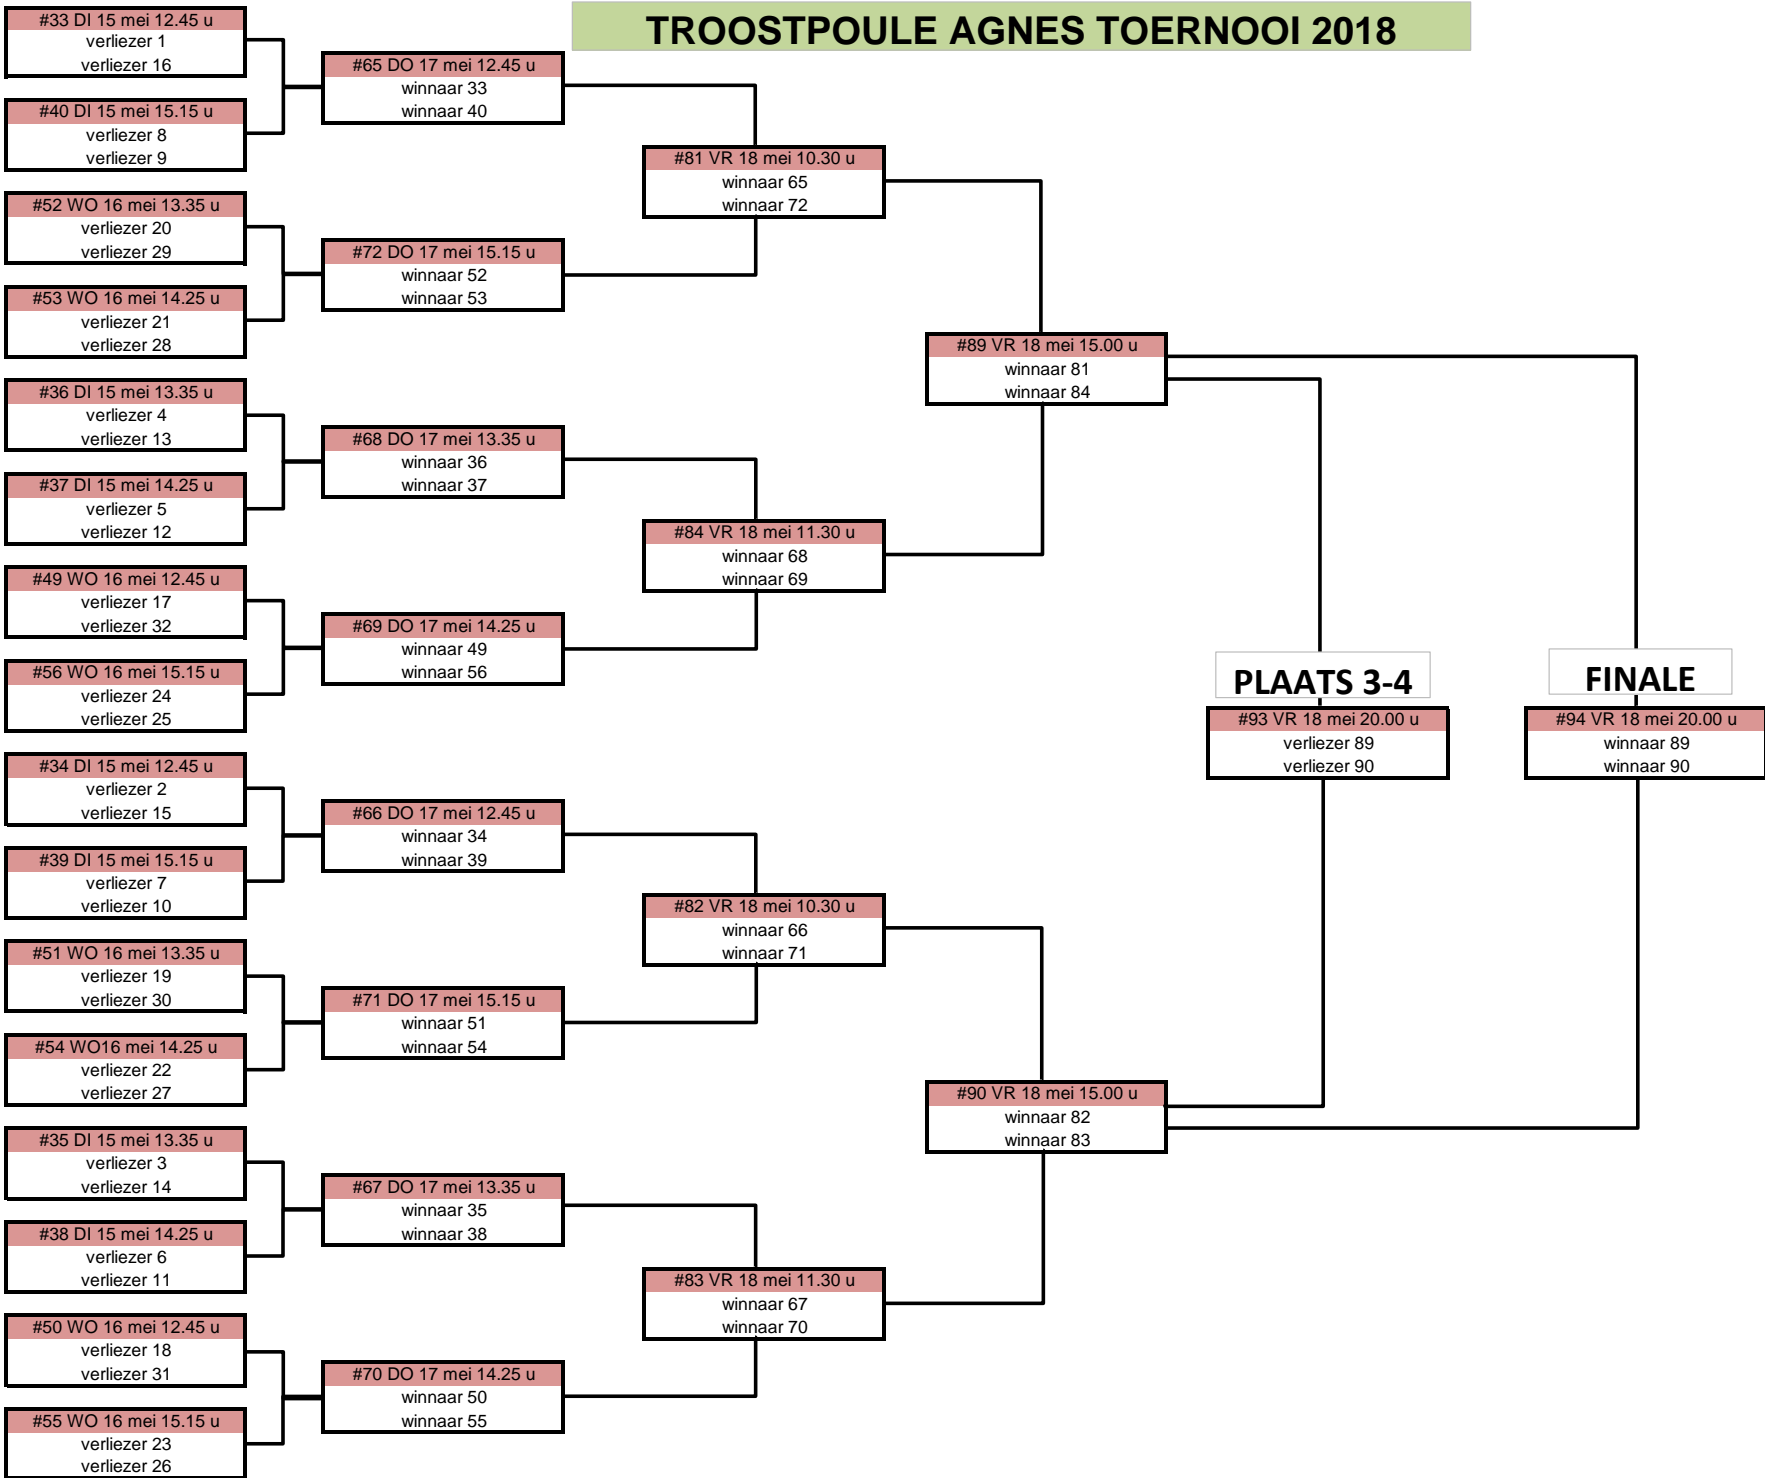 TROOSTPOULE AGNES TOERNOOI 2018
#33 DI 15 mei 12.45 u
verliezer 1
verliezer 16
#40 DI 15 mei 15.15 u
verliezer 8
verliezer 9
#52 WO 16 mei 13.35 u
verliezer 20
verliezer 29
#53 WO 16 mei 14.25 u
verliezer 21
verliezer 28
#36 DI 15 mei 13.35 u
verliezer 4
verliezer 13
#37 DI 15 mei 14.25 u
verliezer 5
verliezer 12
#49 WO 16 mei 12.45 u
verliezer 17
verliezer 32
#56 WO 16 mei 15.15 u
verliezer 24
verliezer 25
#34 DI 15 mei 12.45 u
verliezer 2
verliezer 15
#39 DI 15 mei 15.15 u
verliezer 7
verliezer 10
#51 WO 16 mei 13.35 u
verliezer 19
verliezer 30
#54 WO16 mei 14.25 u
verliezer 22
verliezer 27
#35 DI 15 mei 13.35 u
verliezer 3
verliezer 14
#38 DI 15 mei 14.25 u
verliezer 6
verliezer 11
#50 WO 16 mei 12.45 u
verliezer 18
verliezer 31
#55 WO 16 mei 15.15 u
verliezer 23
verliezer 26
#65 DO 17 mei 12.45 u
winnaar 33
winnaar 40
#72 DO 17 mei 15.15 u
winnaar 52
winnaar 53
#68 DO 17 mei 13.35 u
winnaar 36
winnaar 37
#69 DO 17 mei 14.25 u
winnaar 49
winnaar 56
#66 DO 17 mei 12.45 u
winnaar 34
winnaar 39
#71 DO 17 mei 15.15 u
winnaar 51
winnaar 54
#67 DO 17 mei 13.35 u
winnaar 35
winnaar 38
#70 DO 17 mei 14.25 u
winnaar 50
winnaar 55
#81 VR 18 mei 10.30 u
winnaar 65
winnaar 72
#84 VR 18 mei 11.30 u
winnaar 68
winnaar 69
#82 VR 18 mei 10.30 u
winnaar 66
winnaar 71
#83 VR 18 mei 11.30 u
winnaar 67
winnaar 70
#89 VR 18 mei 15.00 u
winnaar 81
winnaar 84
#90 VR 18 mei 15.00 u
winnaar 82
winnaar 83
PLAATS 3-4
#93 VR 18 mei 20.00 u
verliezer 89
verliezer 90
FINALE
#94 VR 18 mei 20.00 u
winnaar 89
winnaar 90